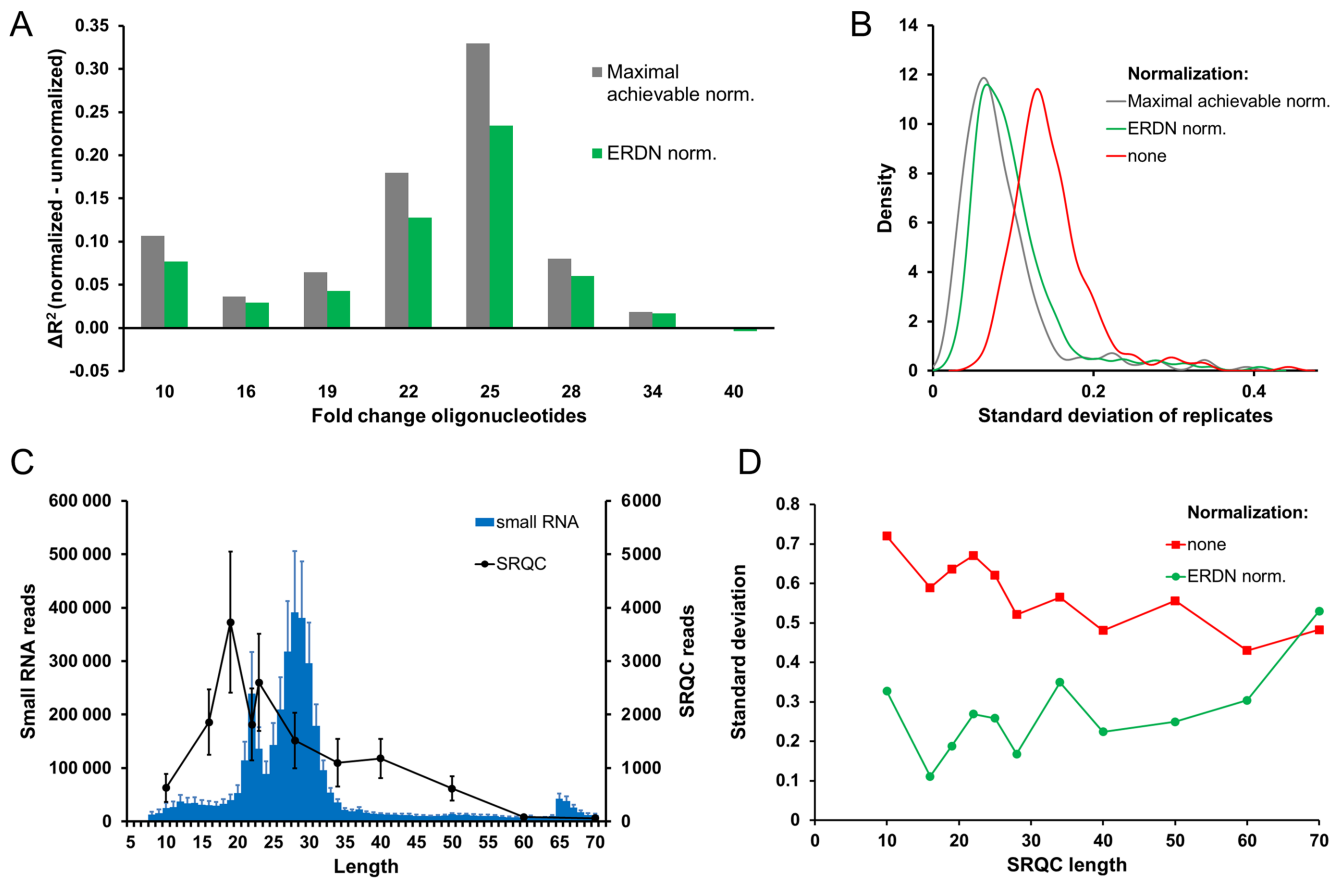 A
ΔR² (normalized - unnormalized)
0.35
0.30
0.25
0.20
0.15
0.10
0.05
0.00
-0.05
10 16 19 22 25 28 34 40
Fold change oligonucleotides
Maximal
achievable norm.
ERDN norm.
B
Density
14
12
10
8
6
4
2
0
0 0.2 0.4
Standard deviation of replicates
Normalization:
Maximal achievable norm.
ERDN norm.
none
C
Small RNA reads
600 000
500 000
400 000
300 000
200 000
100 000
0
5 10 15 20 25 30 35 40 45 50 55 60 65 70
Length
6000
5000
4000
3000
2000
1000
0
SRQC reads
small RNA
SRQC
D
Standard deviation
0.8
0.7
0.6
0.5
0.4
0.3
0.2
0.1
0
0 10 20 30 40 50 60 70
SRQC length
Normalization:
none
ERDN norm.